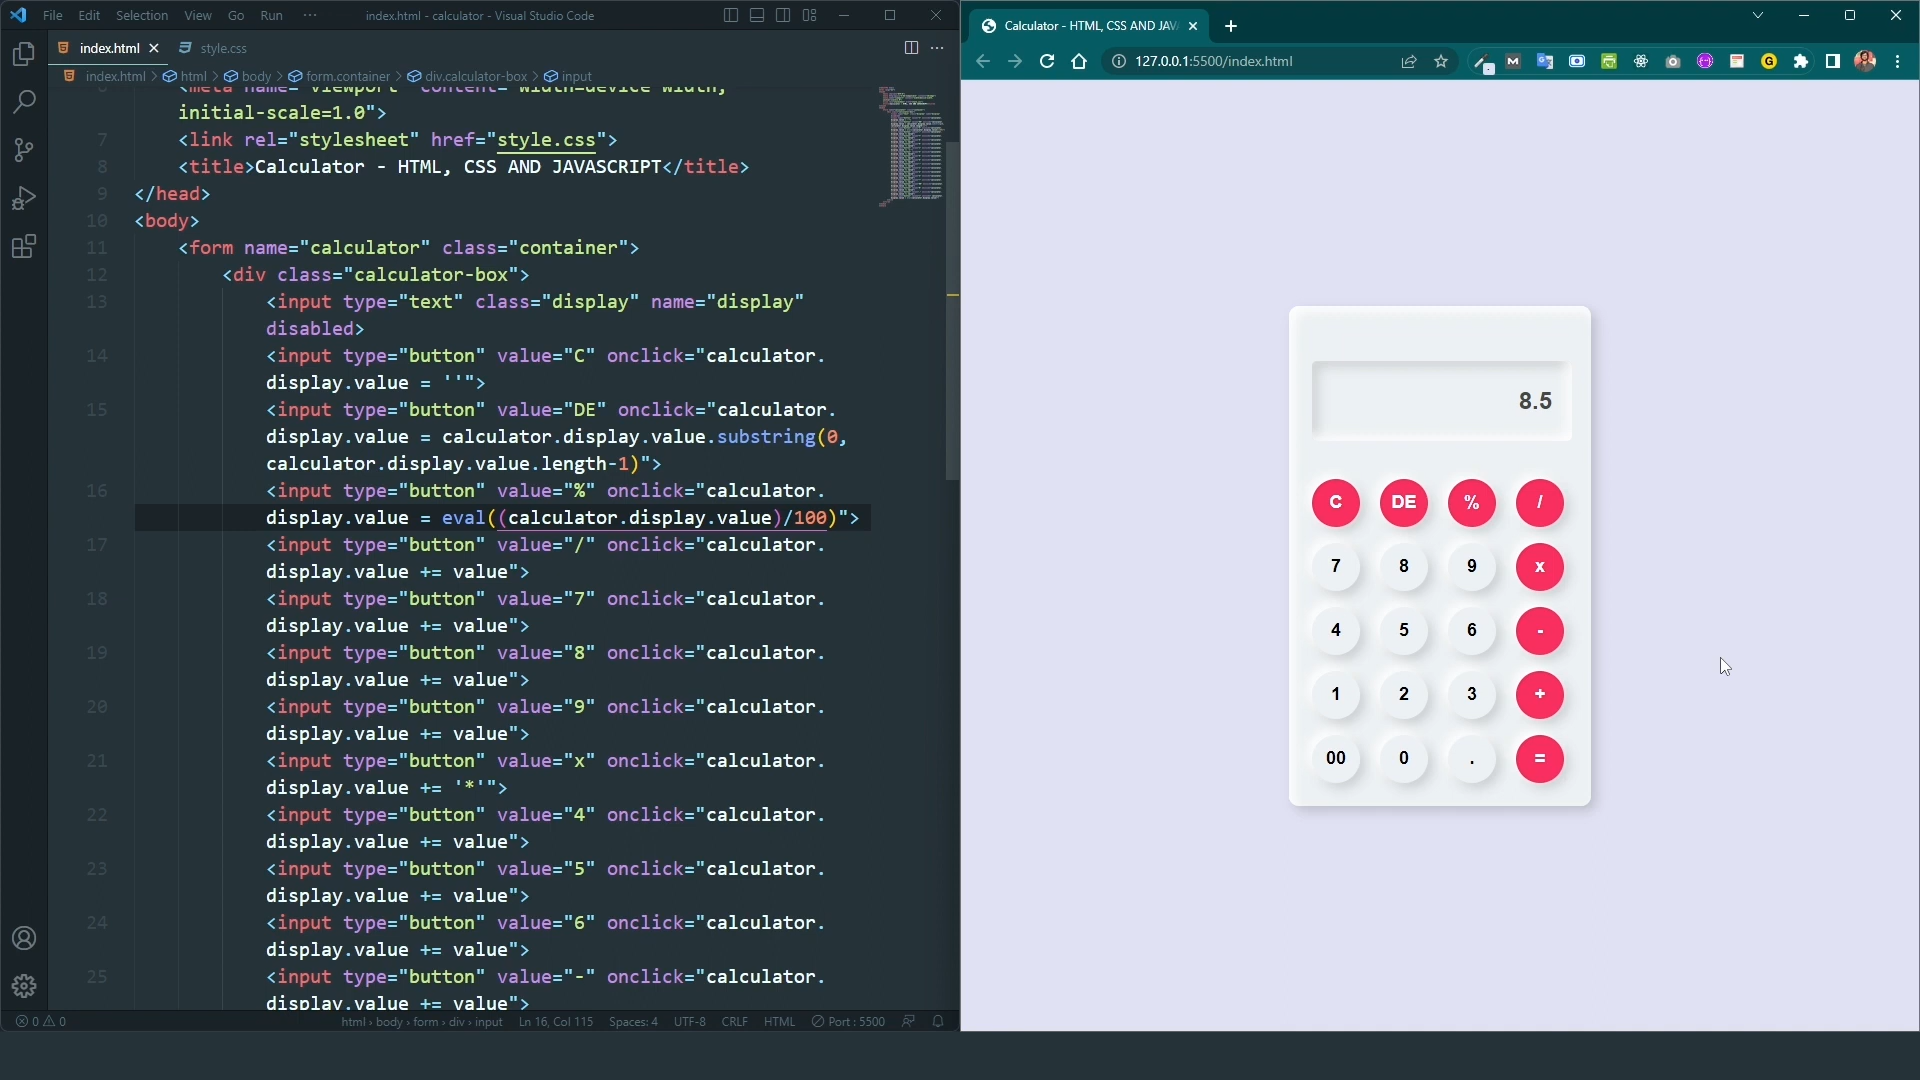 File Edit Selection View Go Run ··· index.html - calculator - Visual Studio Code
index.html style.css
index.html > html > body > form.container > div.calculator-box > input
6 <meta name="viewport" content="width=device-width,
initial-scale=1.0">
7 <link rel="stylesheet" href="style.css">
8 <title>Calculator - HTML, CSS AND JAVASCRIPT</title>
9 </head>
10 <body>
11 <form name="calculator" class="container">
12 <div class="calculator-box">
13 <input type="text" class="display" name="display"
disabled>
14 <input type="button" value="C" onclick="calculator.
display.value = ''">
15 <input type="button" value="DE" onclick="calculator.
display.value = calculator.display.value.substring(0,
calculator.display.value.length-1)">
16 <input type="button" value="%" onclick="calculator.
display.value = eval((calculator.display.value)/100)">
17 <input type="button" value="/" onclick="calculator.
display.value += value">
18 <input type="button" value="7" onclick="calculator.
display.value += value">
19 <input type="button" value="8" onclick="calculator.
display.value += value">
20 <input type="button" value="9" onclick="calculator.
display.value += value">
21 <input type="button" value="x" onclick="calculator.
display.value += '*'">
22 <input type="button" value="4" onclick="calculator.
display.value += value">
23 <input type="button" value="5" onclick="calculator.
display.value += value">
24 <input type="button" value="6" onclick="calculator.
display.value += value">
25 <input type="button" value="-" onclick="calculator.
display.value += value">
0 0 html › body › form › div › input Ln 16, Col 115 Spaces: 4 UTF-8 CRLF HTML Port : 5500
Calculator - HTML, CSS AND JAV
127.0.0.1:5500/index.html
8.5
C DE % /
7 8 9 x
4 5 6 -
1 2 3 +
00 0 . =